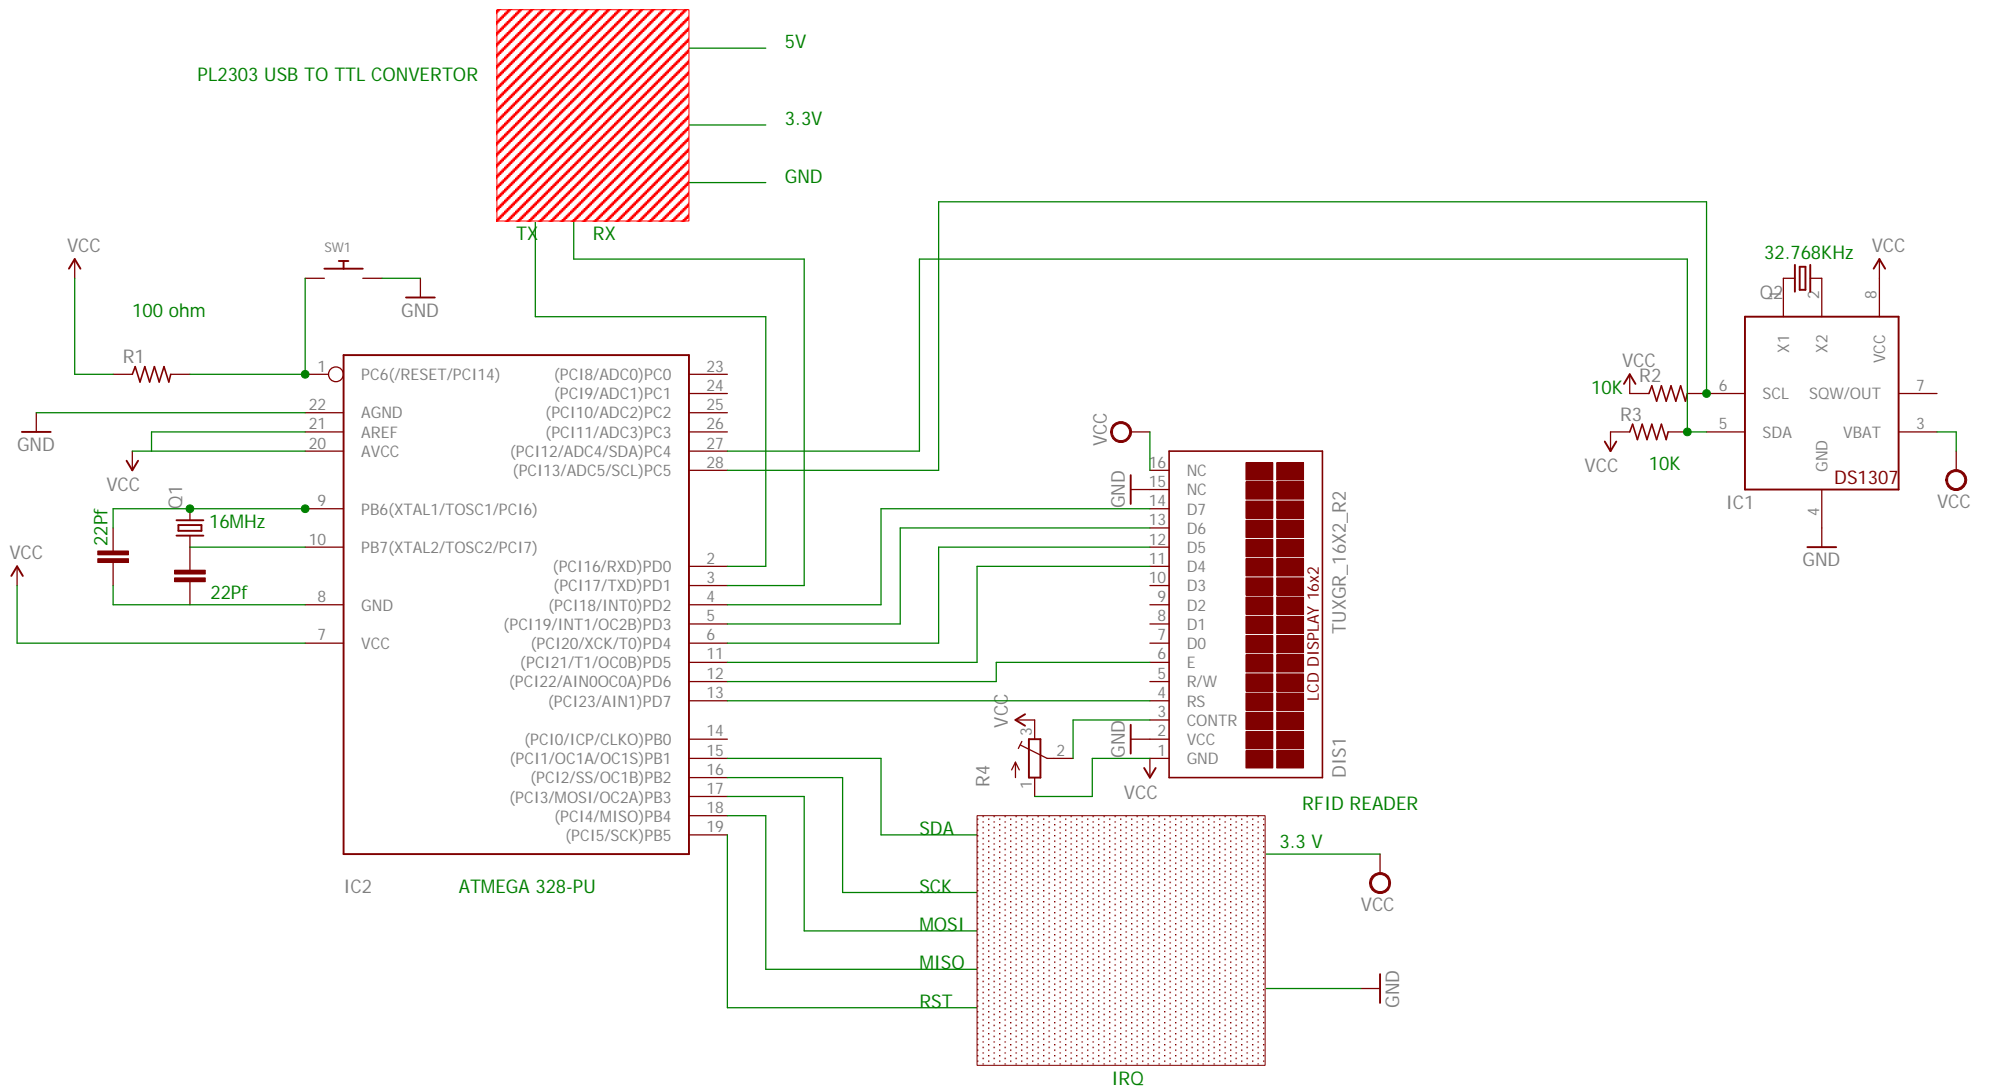 PL2303 USB TO TTL CONVERTOR
5V
3.3V
GND
TX
RX
VCC
SW1
GND
100 ohm
R1
1
PC6(/RESET/PCI14)
22
AGND
GND
21
AREF
20
AVCC
VCC
Q1
9
PB6(XTAL1/TOSC1/PCI6)
16MHz
22Pf
10
PB7(XTAL2/TOSC2/PCI7)
VCC
22Pf
8
GND
7
VCC
(PCI8/ADC0)PC0
23
(PCI9/ADC1)PC1
24
(PCI10/ADC2)PC2
25
(PCI11/ADC3)PC3
26
(PCI12/ADC4/SDA)PC4
27
(PCI13/ADC5/SCL)PC5
28
(PCI16/RXD)PD0
2
(PCI17/TXD)PD1
3
(PCI18/INT0)PD2
4
(PCI19/INT1/OC2B)PD3
5
(PCI20/XCK/T0)PD4
6
(PCI21/T1/OC0B)PD5
11
(PCI22/AIN0OC0A)PD6
12
(PCI23/AIN1)PD7
13
(PCI0/ICP/CLKO)PB0
14
(PCI1/OC1A/OC1S)PB1
15
(PCI2/SS/OC1B)PB2
16
(PCI3/MOSI/OC2A)PB3
17
(PCI4/MISO)PB4
18
(PCI5/SCK)PB5
19
IC2
ATMEGA 328-PU
VCC
16
NC
GND
15
NC
14
D7
13
D6
12
D5
11
D4
10
D3
9
D2
8
D1
7
D0
6
E
5
R/W
4
RS
3
CONTR
GND
2
VCC
1
GND
VCC
LCD DISPLAY 16x2
TUXGR_16X2_R2
DIS1
VCC
3
2
1
R4
RFID READER
SDA
SCK
MOSI
MISO
RST
3.3 V
VCC
GND
IRQ
32.768KHz
VCC
Q2
1
2
8
X1
X2
VCC
VCC
R2
10K
6
SCL
SQW/OUT
7
R3
5
SDA
VBAT
3
VCC
10K
GND
DS1307
IC1
4
VCC
GND